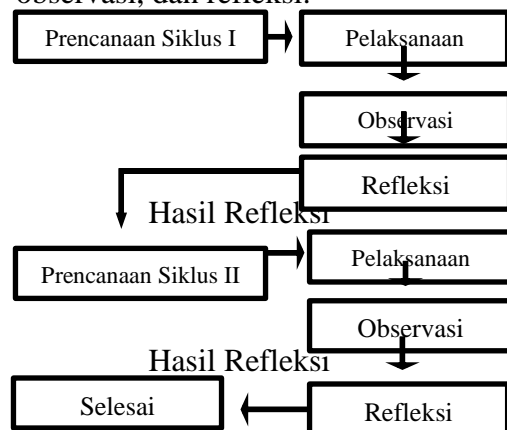 observasi, dan refleksi.
Prencanaan Siklus I
Pelaksanaan
Observasi
Refleksi
Hasil Refleksi
Prencanaan Siklus II
Pelaksanaan
Observasi
Hasil Refleksi
Selesai
Refleksi